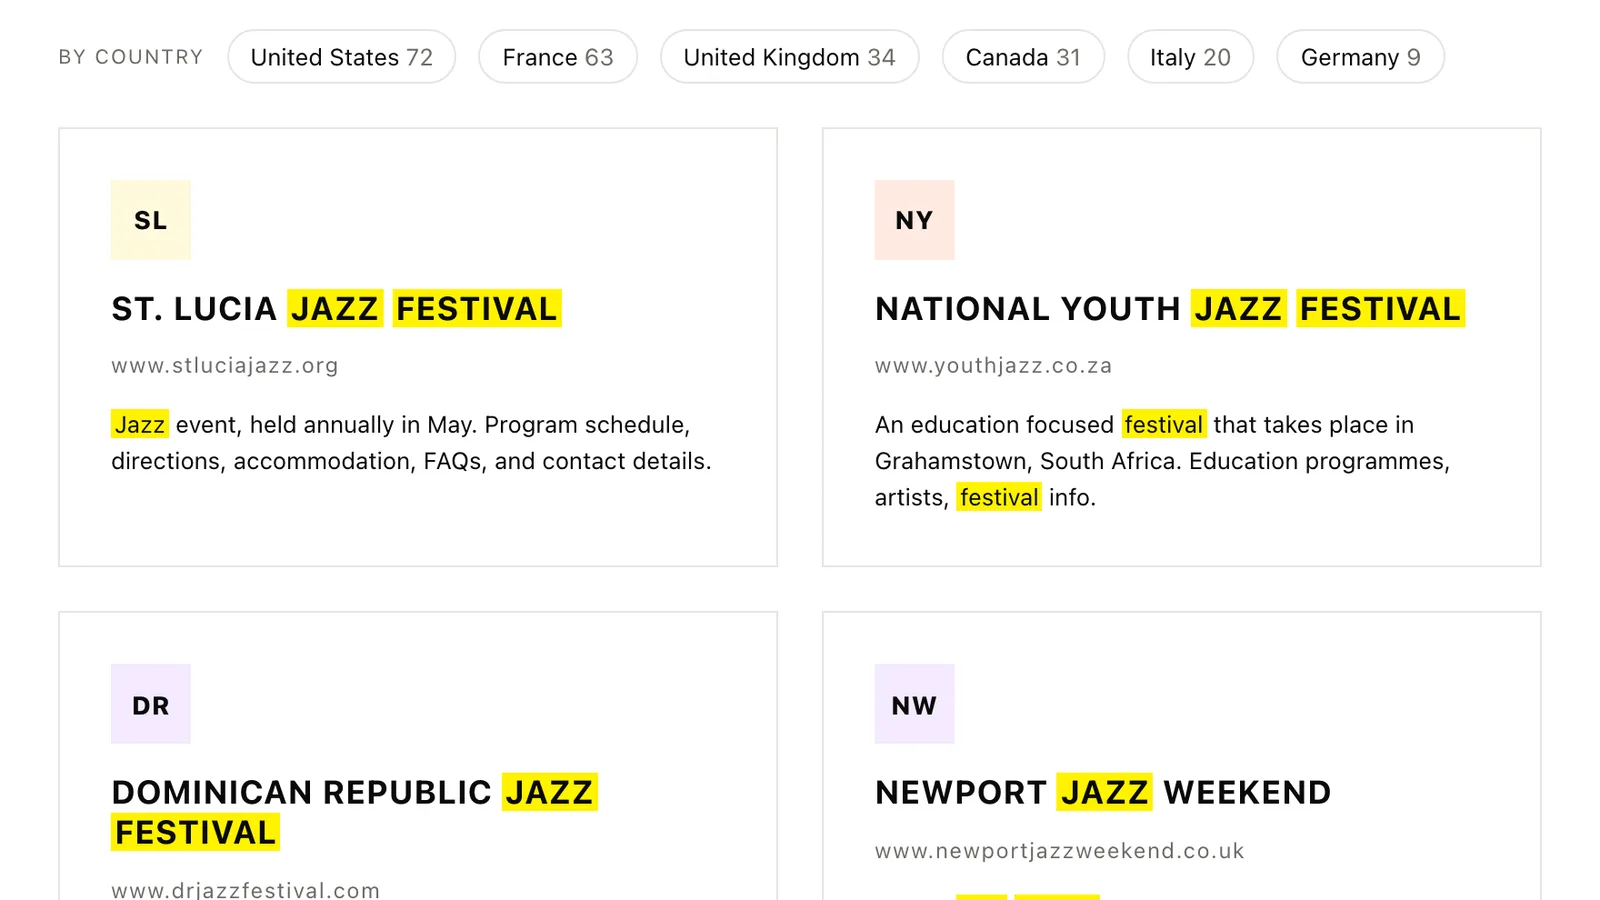 BY COUNTRY United States 72 France 63 United Kingdom 34 Canada 31 Italy 20 Germany 9
SL
ST. LUCIA JAZZ FESTIVAL
www.stluciajazz.org
Jazz event, held annually in May. Program schedule,
directions, accommodation, FAQs, and contact details.
NY
NATIONAL YOUTH JAZZ FESTIVAL
www.youthjazz.co.za
An education focused festival that takes place in
Grahamstown, South Africa. Education programmes,
artists, festival info.
DR
DOMINICAN REPUBLIC JAZZ
FESTIVAL
www.drjazzfestival.com
NW
NEWPORT JAZZ WEEKEND
www.newportjazzweekend.co.uk